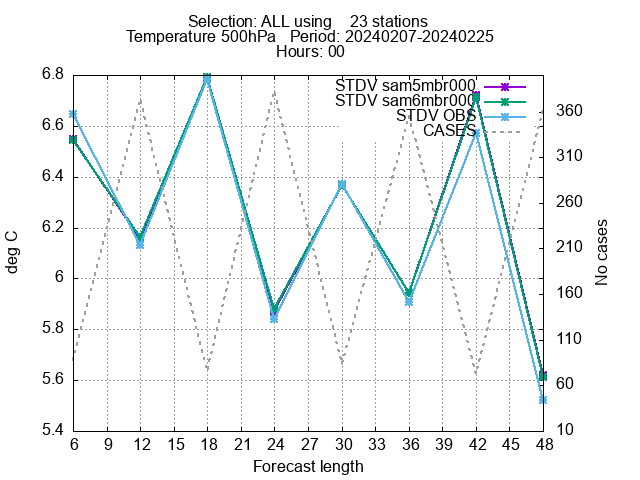 Selection: ALL using 23 stations
Temperature 500hPa Period: 20240207-20240225
Hours: 00
STDV sam5mbr000
STDV sam6mbr000
STDV OBS
CASES
deg C
6.8
6.6
6.4
6.2
6
5.8
5.6
5.4
360
310
260
210
160
110
60
10
No cases
6 9 12 15 18 21 24 27 30 33 36 39 42 45 48
Forecast length